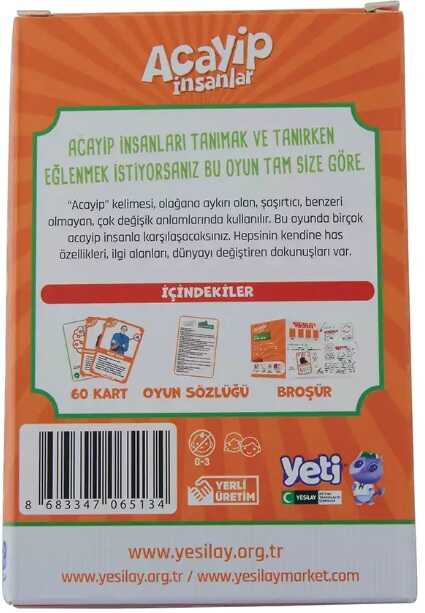 Acayip
insanlar
ACAYİP İNSANLARI TANIMAK VE TANIRKEN
EĞLENMEK İSTİYORSANIZ BU OYUN TAM SİZE GÖRE.
"Acayip" kelimesi, olağana aykırı olan, şaşırtıcı, benzeri
olmayan, çok değişik anlamlarında kullanılır. Bu oyunda birçok
acayip insanla karşılaşacaksınız. Hepsinin kendine has
özellikleri, ilgi alanları, dünyayı değiştiren dokunuşları var.
İÇİNDEKİLER
60 KART OYUN SÖZLÜĞÜ BROŞÜR
0-3
YERLİ
ÜRETİM
yeti
YEŞİLAY
8 683347 065134
www.yesilay.org.tr
www.yesilay.org.tr / www.yesilaymarket.com